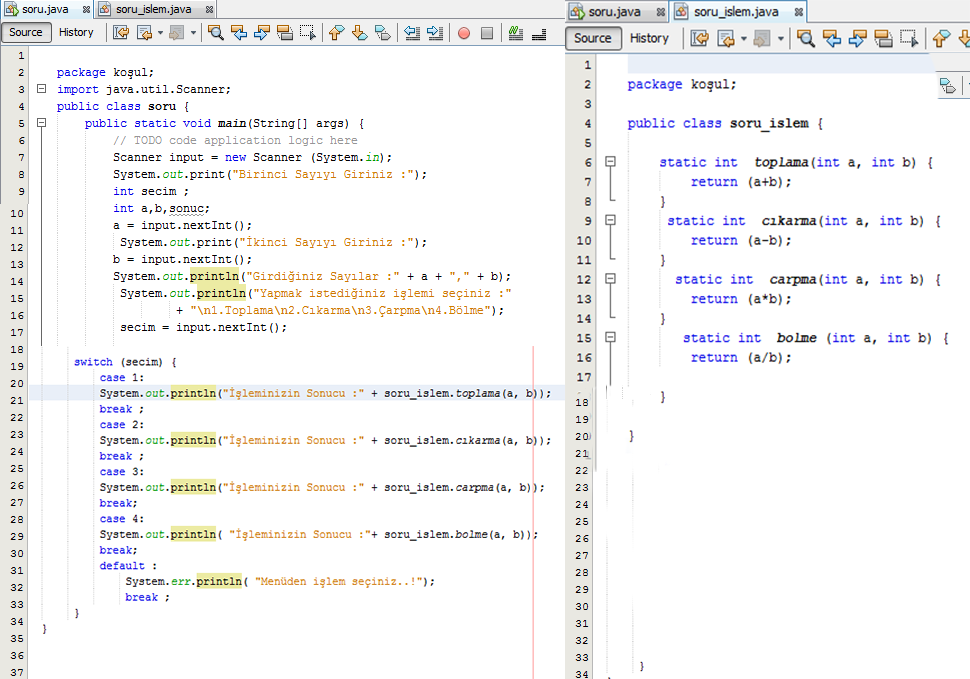 soru.java soru_islem.java
Source History
1
2 package koşul;
3 import java.util.Scanner;
4 public class soru {
5 public static void main(String[] args) {
6 // TODO code application logic here
7 Scanner input = new Scanner (System.in);
8 System.out.print("Birinci Sayıyı Giriniz :");
9 int secim ;
10 int a,b,sonuc;
11 a = input.nextInt();
12 System.out.print("İkinci Sayıyı Giriniz :");
13 b = input.nextInt();
14 System.out.println("Girdiğiniz Sayılar :" + a + "," + b);
15 System.out.println("Yapmak istediğiniz işlemi seçiniz :"
16 + "\n1.Toplama\n2.Cıkarma\n3.Çarpma\n4.Bölme");
17 secim = input.nextInt();
18
19 switch (secim) {
20 case 1:
21 System.out.println("İşleminizin Sonucu :" + soru_islem.toplama(a, b));
22 break ;
23 case 2:
24 System.out.println("İşleminizin Sonucu :" + soru_islem.cıkarma(a, b));
25 break ;
26 case 3:
27 System.out.println("İşleminizin Sonucu :" + soru_islem.carpma(a, b));
28 break;
29 case 4:
30 System.out.println( "İşleminizin Sonucu :"+ soru_islem.bolme(a, b));
31 break;
32 default :
33 System.err.println( "Menüden işlem seçiniz..!");
34 break ;
35 }
36 }
37
soru.java soru_islem.java
Source History
1
2 package koşul;
3
4 public class soru_islem {
5
6 static int toplama(int a, int b) {
7 return (a+b);
8 }
9 static int cıkarma(int a, int b) {
10 return (a-b);
11 }
12 static int carpma(int a, int b) {
13 return (a*b);
14 }
15 static int bolme (int a, int b) {
16 return (a/b);
17
18 }
19
20 }
21
22
23
24
25
26
27
28
29
30
31
32
33 }
34